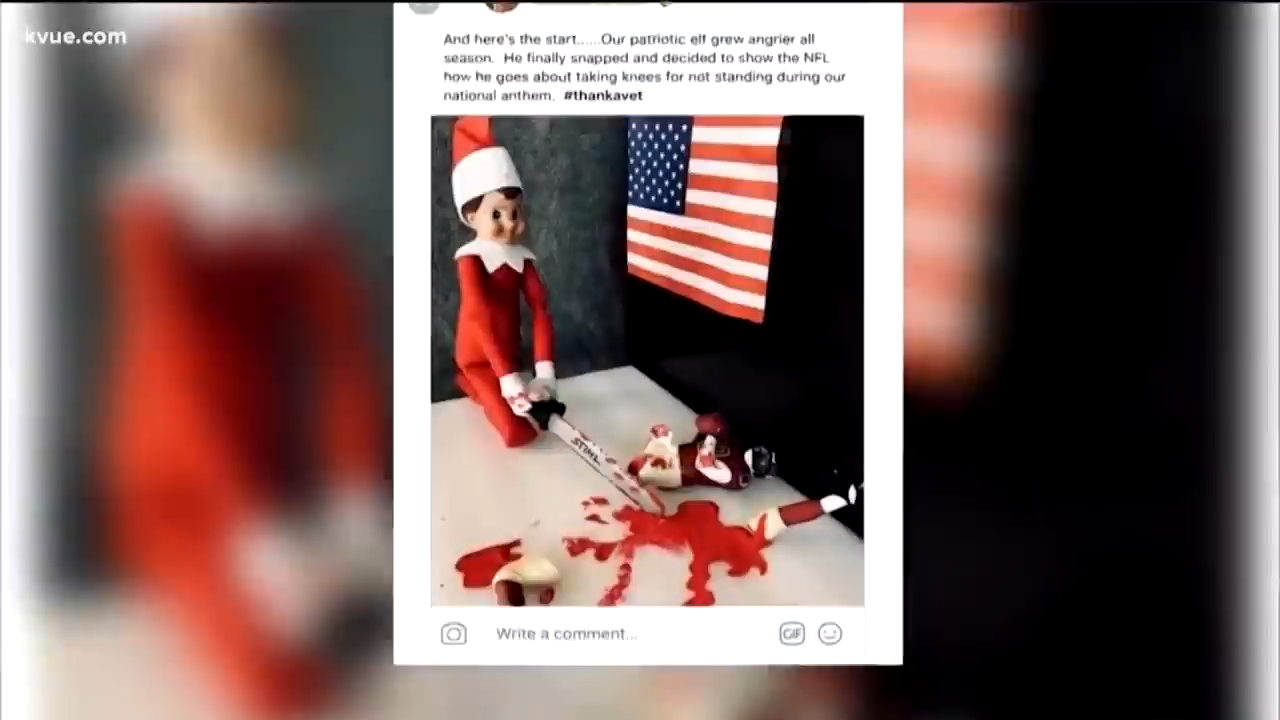 kvue.com
And here's the start......Our patriotic elf grew angrier all
season. He finally snapped and decided to show the NFL
how he goes about taking knees for not standing during our
national anthem. #thankavet
STIHL
Write a comment...
GIF